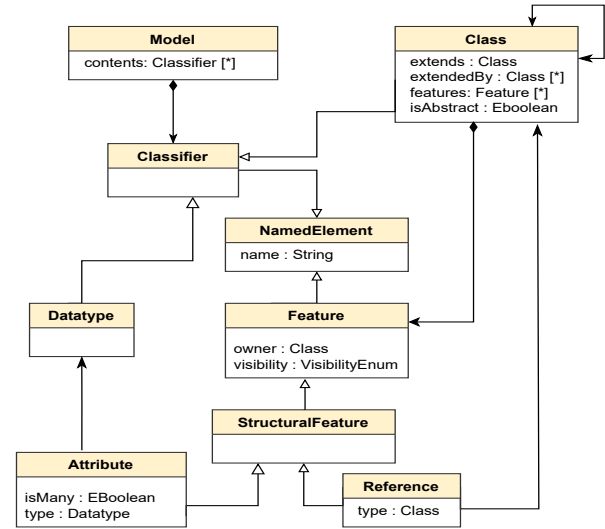 Model
contents: Classifier [*]
Class
extends : Class
extendedBy : Class [*]
features: Feature [*]
isAbstract : Eboolean
Classifier
NamedElement
name : String
Datatype
Feature
owner : Class
visibility : VisibilityEnum
StructuralFeature
Attribute
isMany : EBoolean
type : Datatype
Reference
type : Class